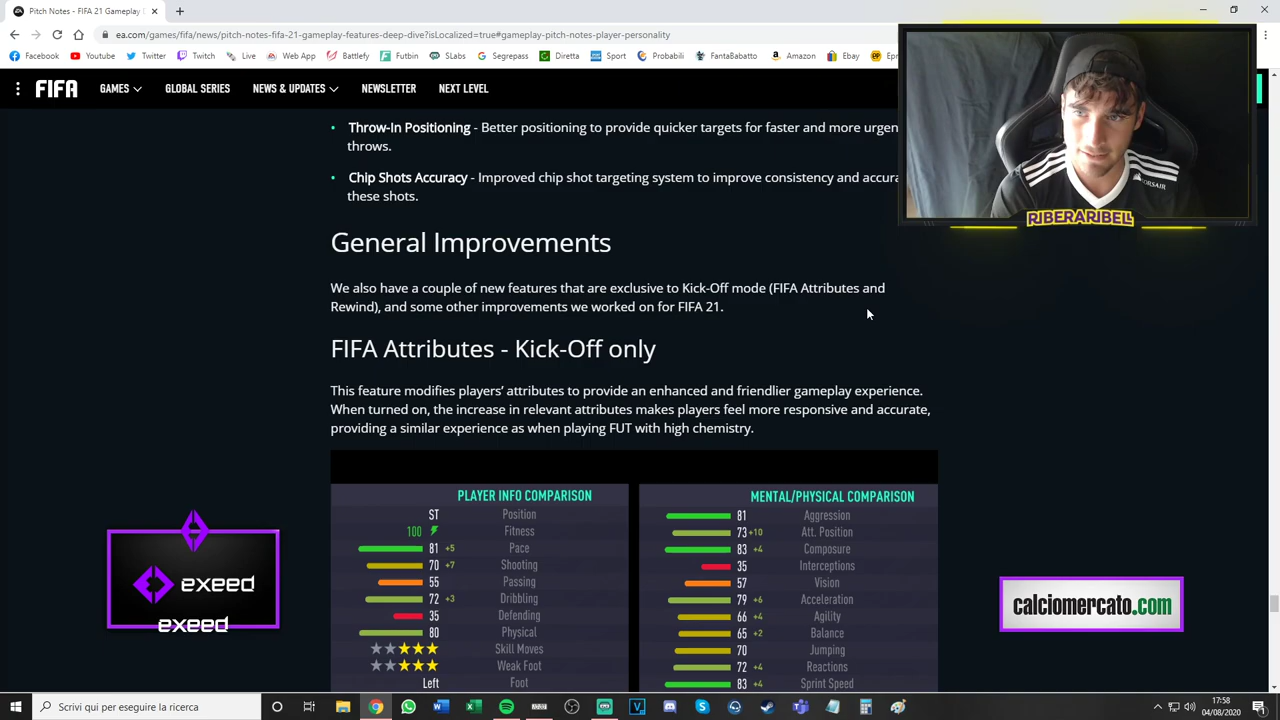 Pitch Notes - FIFA 21 Gameplay
ea.com/games/fifa/news/pitch-notes-fifa-21-gameplay-features-deep-dive?isLocalized=true#gameplay-pitch-notes-player-personality
Facebook Youtube Twitter Twitch Live Nuova App Battlefy Fortnut SLabs Segrepass Diretta Sport Probabili FantaBabatto Amazon Ebay
FIFA GAMES GLOBAL SERIES NEWS & UPDATES NEWSLETTER NEXT LEVEL
• Throw-In Positioning - Better positioning to provide quicker targets for faster and more urgen
throws.
• Chip Shots Accuracy - Improved chip shot targeting system to improve consistency and accura
these shots.
CORSAIR
RIBERARIBELL
General Improvements
We also have a couple of new features that are exclusive to Kick-Off mode (FIFA Attributes and
Rewind), and some other improvements we worked on for FIFA 21.
FIFA Attributes - Kick-Off only
This feature modifies players’ attributes to provide an enhanced and friendlier gameplay experience.
When turned on, the increase in relevant attributes makes players feel more responsive and accurate,
providing a similar experience as when playing FUT with high chemistry.
PLAYER INFO COMPARISON
ST Position
100 Fitness
81 +5 Pace
70 +7 Shooting
55 Passing
72 +3 Dribbling
35 Defending
80 Physical
Skill Moves
Weak Foot
Left Foot
MENTAL/PHYSICAL COMPARISON
81 Aggression
73 +10 Att. Position
83 +4 Composure
35 Interceptions
57 Vision
79 +6 Acceleration
66 +4 Agility
65 +2 Balance
70 Jumping
72 +4 Reactions
83 +4 Sprint Speed
exeed
exeed
calciomercato.com
Scrivi qui per eseguire la ricerca
17:58
04/08/2020